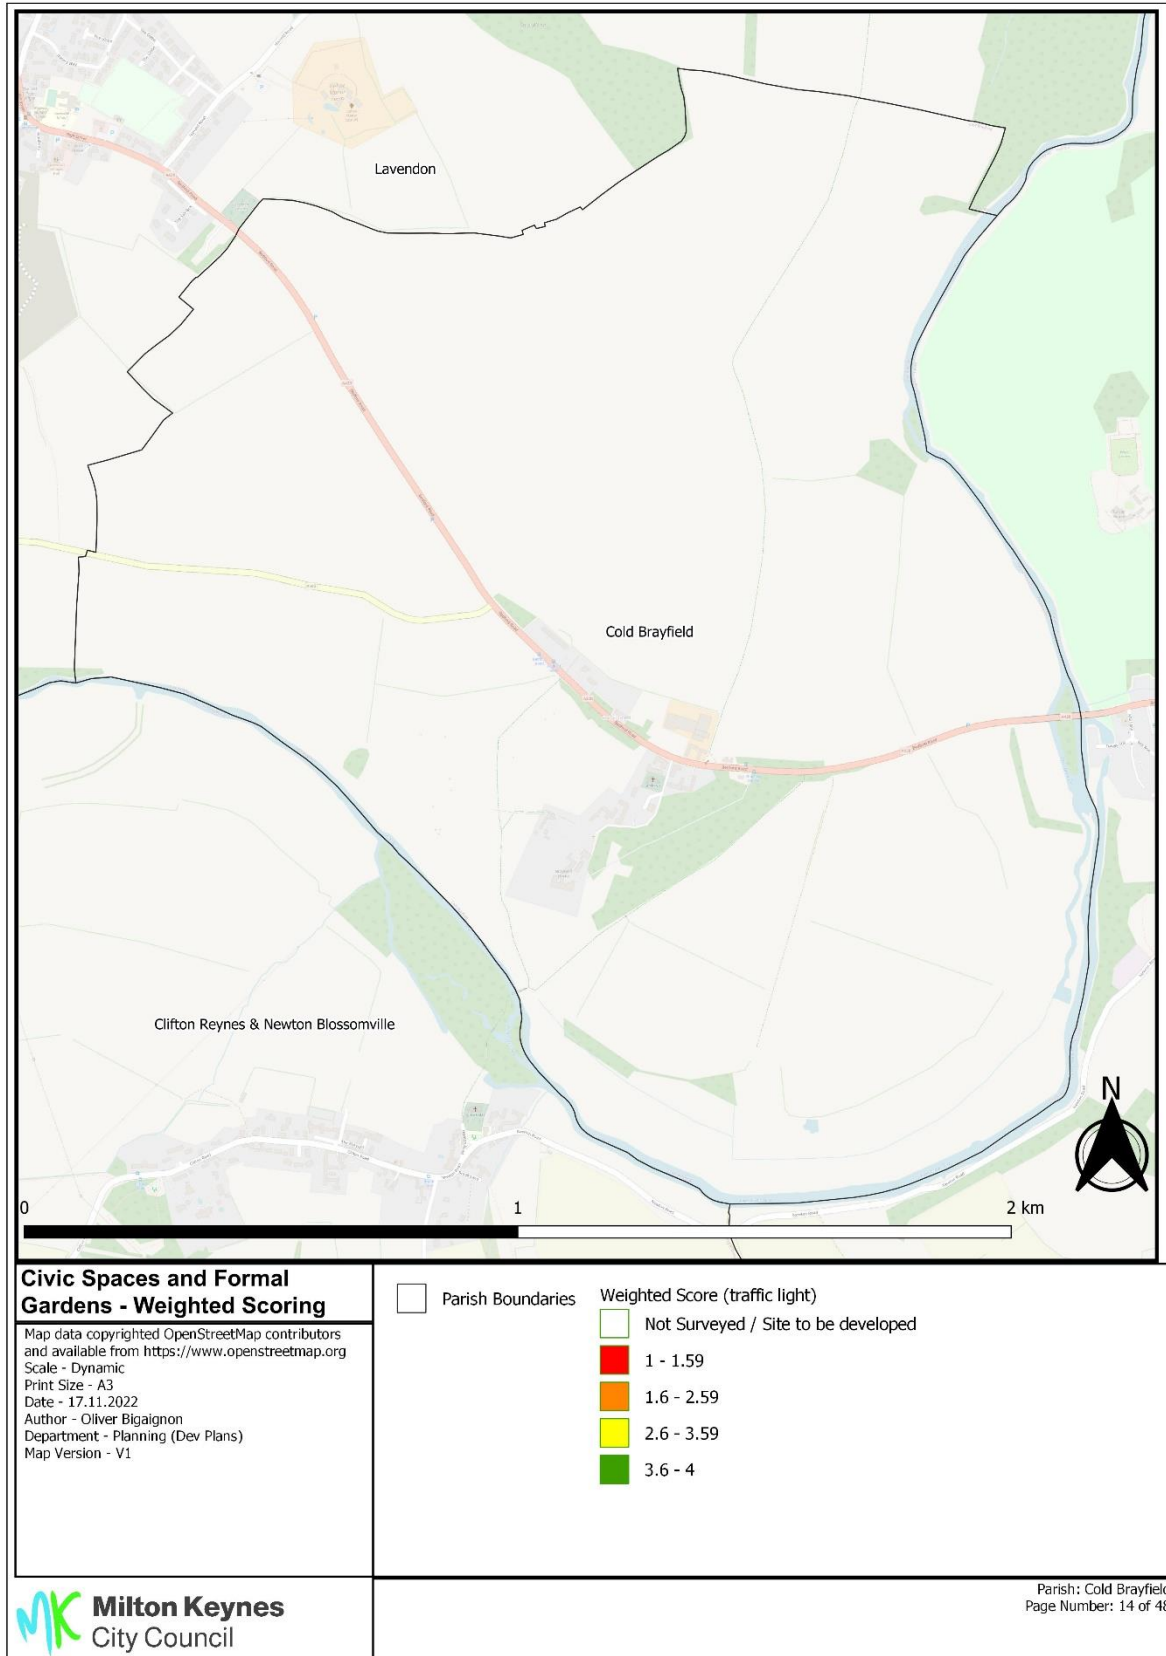 Lavendon
Cold Brayfield
Clifton Reynes & Newton Blossomville
N
0
1
2 km
Civic Spaces and Formal
Gardens - Weighted Scoring
Map data copyrighted OpenStreetMap contributors
and available from https://www.openstreetmap.org
Scale - Dynamic
Print Size - A3
Date - 17.11.2022
Author - Oliver Bigaignon
Department - Planning (Dev Plans)
Map Version - V1
Parish Boundaries
Weighted Score (traffic light)
Not Surveyed / Site to be developed
1 - 1.59
1.6 - 2.59
2.6 - 3.59
3.6 - 4
MK Milton Keynes
City Council
Parish: Cold Brayfield
Page Number: 14 of 48